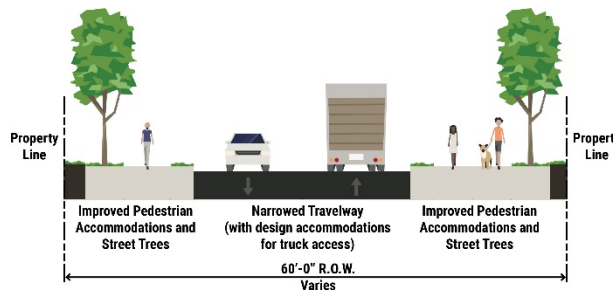 Property
Line
Property
Line
Improved Pedestrian
Accommodations and
Street Trees
Narrowed Travelway
(with design accommodations
for truck access)
Improved Pedestrian
Accommodations and
Street Trees
60'-0" R.O.W.
Varies